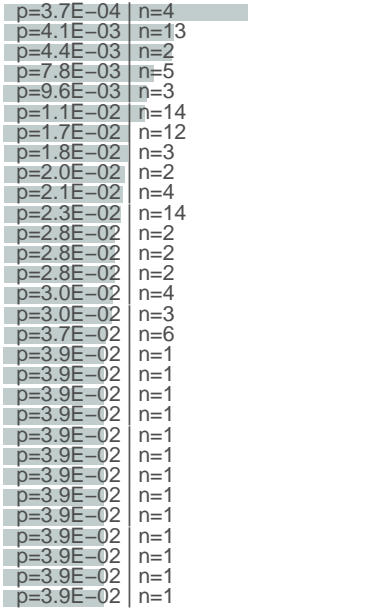 p=3.7E−04 | n=4
p=4.1E−03 | n=13
p=4.4E−03 | n=2
p=7.8E−03 | n=5
p=9.6E−03 | n=3
p=1.1E−02 | n=14
p=1.7E−02 | n=12
p=1.8E−02 | n=3
p=2.0E−02 | n=2
p=2.1E−02 | n=4
p=2.3E−02 | n=14
p=2.8E−02 | n=2
p=2.8E−02 | n=2
p=2.8E−02 | n=2
p=3.0E−02 | n=4
p=3.0E−02 | n=3
p=3.7E−02 | n=6
p=3.9E−02 | n=1
p=3.9E−02 | n=1
p=3.9E−02 | n=1
p=3.9E−02 | n=1
p=3.9E−02 | n=1
p=3.9E−02 | n=1
p=3.9E−02 | n=1
p=3.9E−02 | n=1
p=3.9E−02 | n=1
p=3.9E−02 | n=1
p=3.9E−02 | n=1
p=3.9E−02 | n=1
p=3.9E−02 | n=1